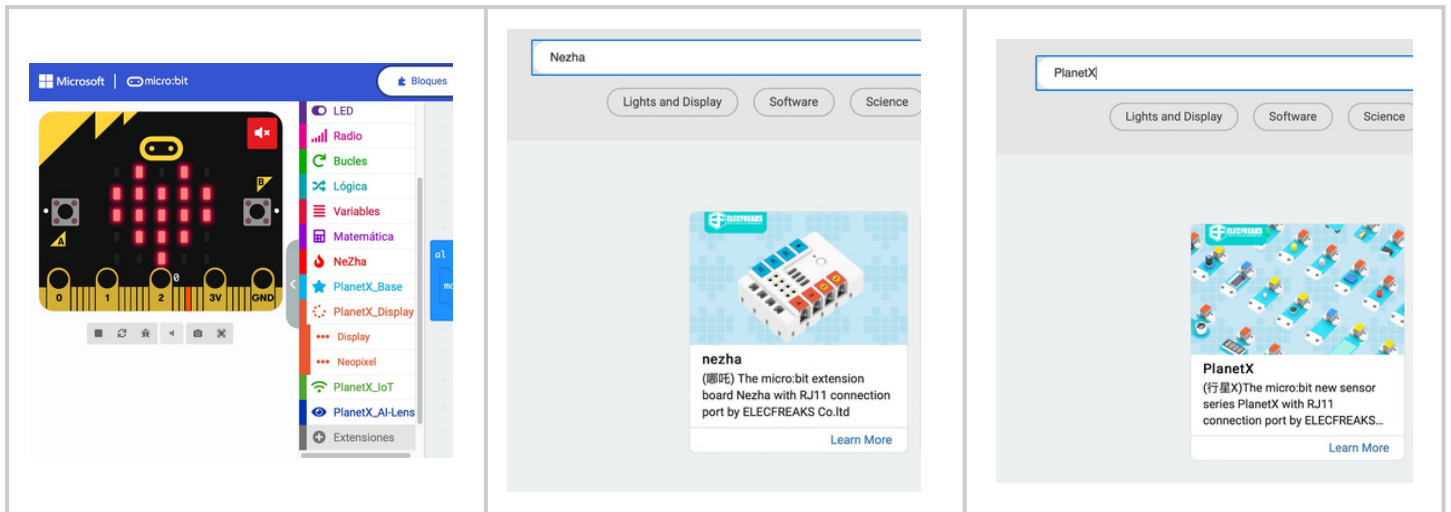 Microsoft | micro:bit
Bloques
LED
Radio
Bucles
Lógica
Variables
Matemática
NeZha
PlanetX_Base
PlanetX_Display
Display
Neopixel
PlanetX_IoT
PlanetX_AI-Lens
Extensiones
A
B
0
0 1 2 3V GND
al
mo
Nezha
Lights and Display
Software
Science
ELECFREAKS
nezha
(哪吒) The micro:bit extension
board Nezha with RJ11 connection
port by ELECFREAKS Co.ltd
Learn More
PlanetX
Lights and Display
Software
Science
ELECFREAKS
PlanetX
(行星X)The micro:bit new sensor
series PlanetX with RJ11
connection port by ELECFREAKS...
Learn More